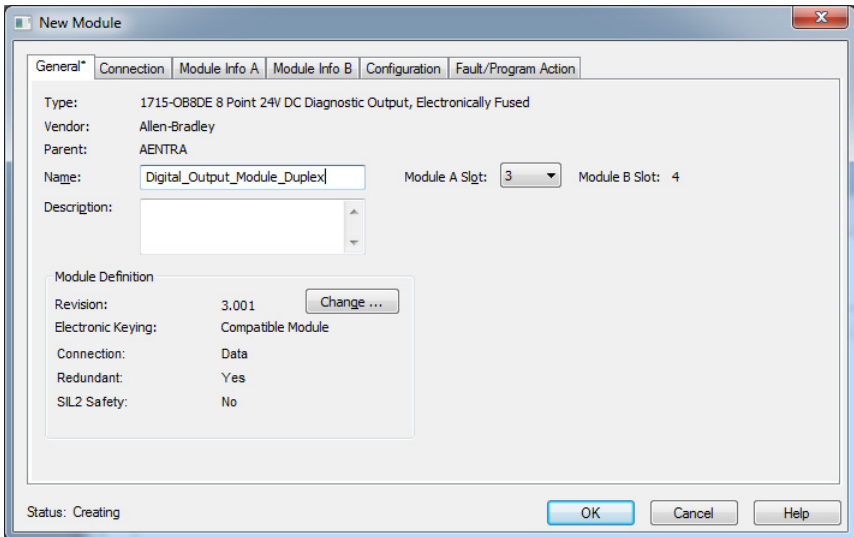 New Module
General* Connection Module Info A Module Info B Configuration Fault/Program Action
Type: 1715-OB8DE 8 Point 24V DC Diagnostic Output, Electronically Fused
Vendor: Allen-Bradley
Parent: AENTRA
Name: Digital_Output_Module_Duplex Module A Slot: 3 Module B Slot: 4
Description:
Module Definition
Revision: 3.001 Change ...
Electronic Keying: Compatible Module
Connection: Data
Redundant: Yes
SIL2 Safety: No
Status: Creating OK Cancel Help